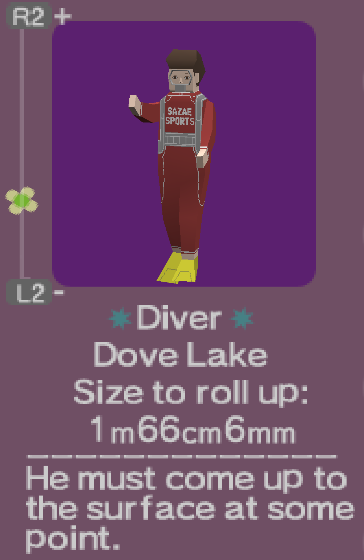 R2 +
SAZAE
SPORTS
L2 -
Diver
Dove Lake
Size to roll up:
1m66cm6mm
He must come up to
the surface at some
point.